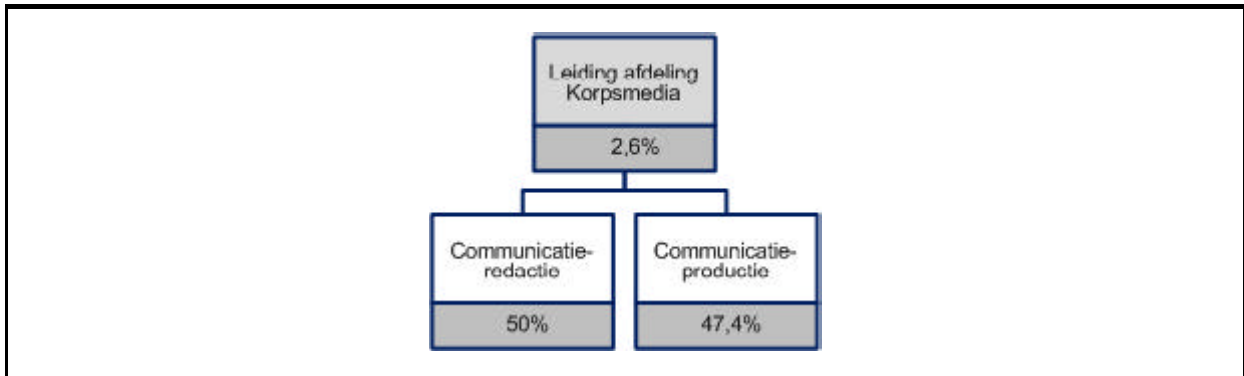 Leiding afdeling
Korpsmedia
2,6%
Communicatie-
redactie
50%
Communicatie-
productie
47,4%